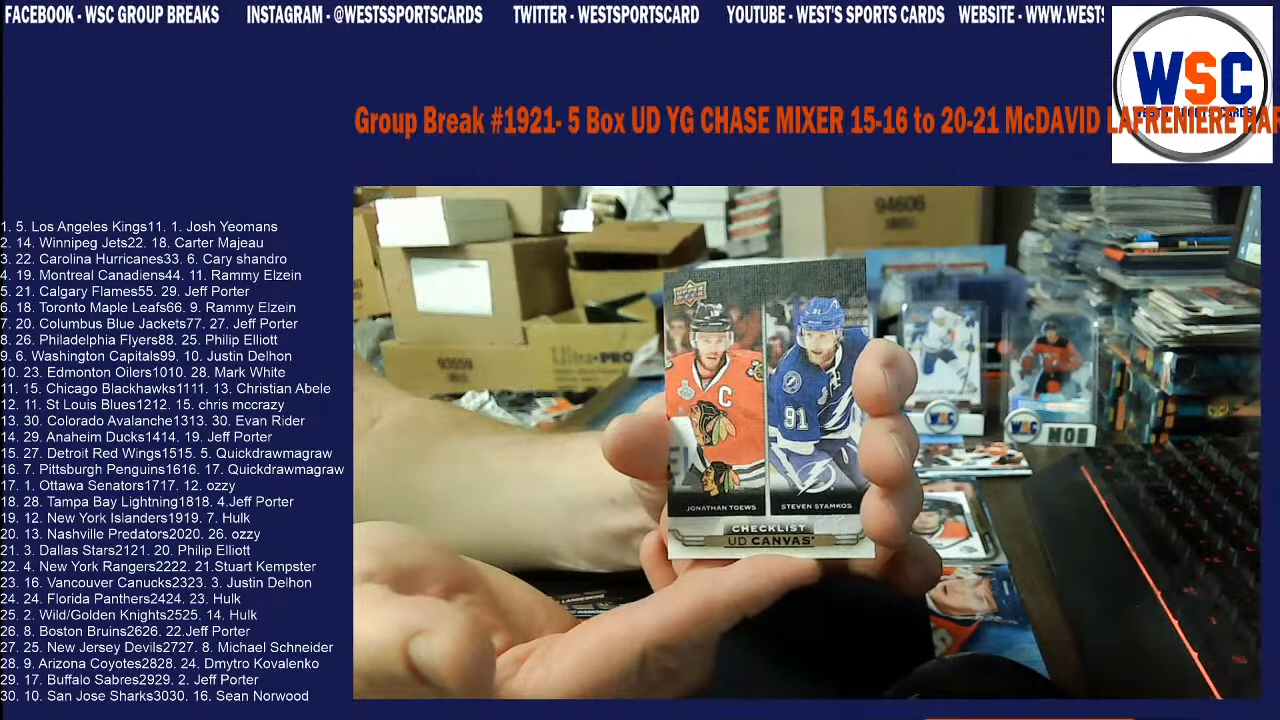 FACEBOOK - WSC GROUP BREAKS INSTAGRAM - @WESTSSPORTSCARDS TWITTER - WESTSPORTSCARD YOUTUBE - WEST'S SPORTS CARDS WEBSITE - WWW.WESTS
WSC
Group Break #1921- 5 Box UD YG CHASE MIXER 15-16 to 20-21 McDAVID LAFRENIERE HAR
1. 5. Los Angeles Kings11. 1. Josh Yeomans
2. 14. Winnipeg Jets22. 18. Carter Majeau
3. 22. Carolina Hurricanes33. 6. Cary shandro
4. 19. Montreal Canadiens44. 11. Rammy Elzein
5. 21. Calgary Flames55. 29. Jeff Porter
6. 18. Toronto Maple Leafs66. 9. Rammy Elzein
7. 20. Columbus Blue Jackets77. 27. Jeff Porter
8. 26. Philadelphia Flyers88. 25. Philip Elliott
9. 6. Washington Capitals99. 10. Justin Delhon
10. 23. Edmonton Oilers1010. 28. Mark White
11. 15. Chicago Blackhawks1111. 13. Christian Abele
12. 11. St Louis Blues1212. 15. chris mccrazy
13. 30. Colorado Avalanche1313. 30. Evan Rider
14. 29. Anaheim Ducks1414. 19. Jeff Porter
15. 27. Detroit Red Wings1515. 5. Quickdrawmagraw
16. 7. Pittsburgh Penguins1616. 17. Quickdrawmagraw
17. 1. Ottawa Senators1717. 12. ozzy
18. 28. Tampa Bay Lightning1818. 4.Jeff Porter
19. 12. New York Islanders1919. 7. Hulk
20. 13. Nashville Predators2020. 26. ozzy
21. 3. Dallas Stars2121. 20. Philip Elliott
22. 4. New York Rangers2222. 21.Stuart Kempster
23. 16. Vancouver Canucks2323. 3. Justin Delhon
24. 24. Florida Panthers2424. 23. Hulk
25. 2. Wild/Golden Knights2525. 14. Hulk
26. 8. Boston Bruins2626. 22.Jeff Porter
27. 25. New Jersey Devils2727. 8. Michael Schneider
28. 9. Arizona Coyotes2828. 24. Dmytro Kovalenko
29. 17. Buffalo Sabres2929. 2. Jeff Porter
30. 10. San Jose Sharks3030. 16. Sean Norwood
94606
93559
Ultra-PRO
UPPER DECK
C
91
JONATHAN TOEWS STEVEN STAMKOS
CHECKLIST
UD CANVAS
WSC
WSC